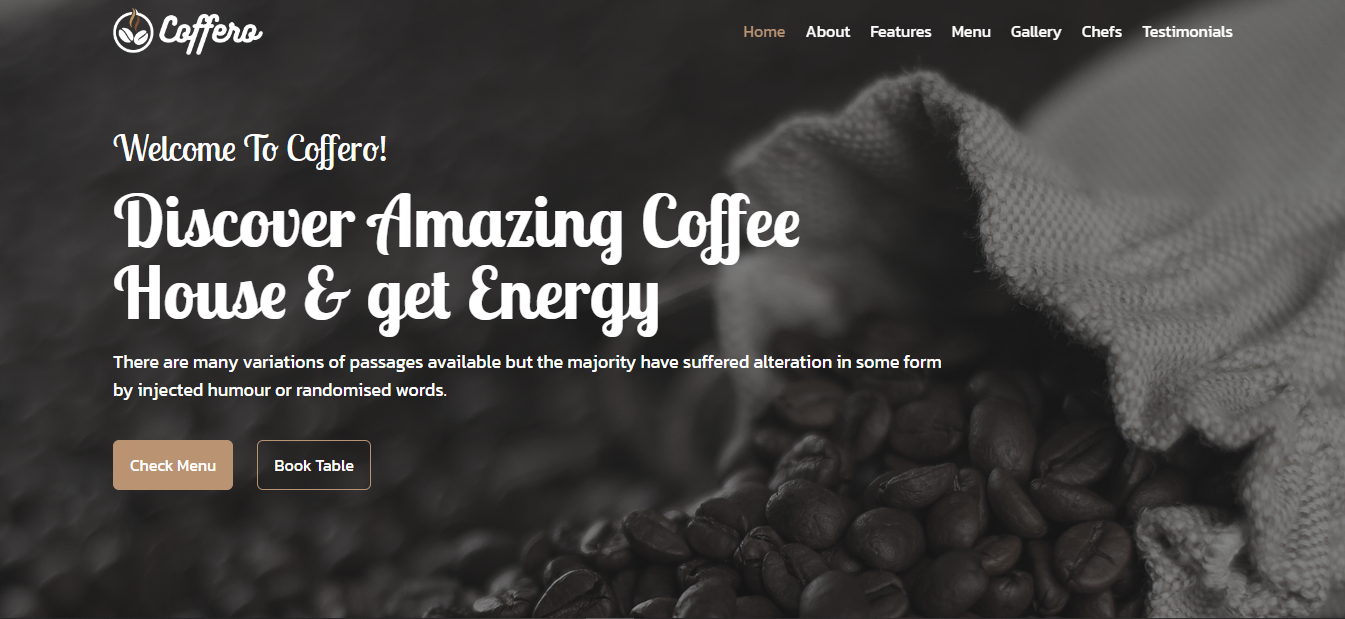 Coffero
Home About Features Menu Gallery Chefs Testimonials
Welcome To Coffero!
Discover Amazing Coffee
House & get Energy
There are many variations of passages available but the majority have suffered alteration in some form
by injected humour or randomised words.
Check Menu Book Table